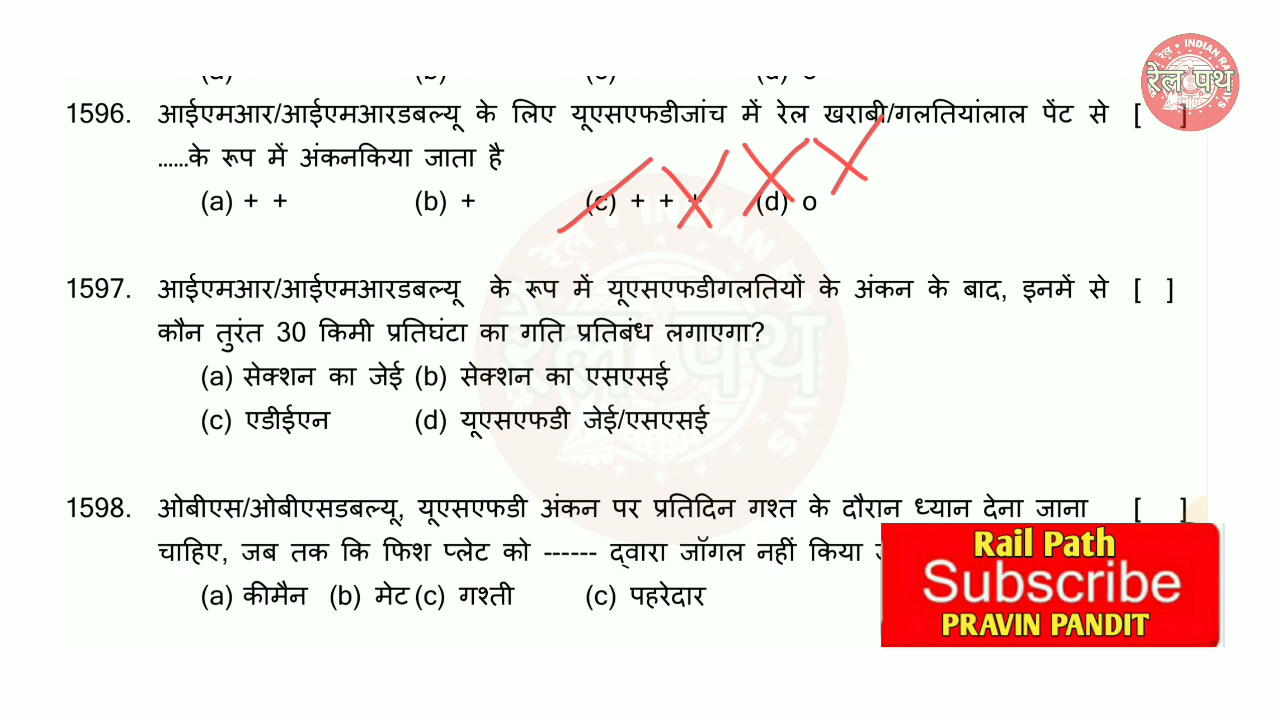 रेल पथ
1596. आईएमआर/आईएमआरडबल्यू के लिए यूएसएफडीजांच में रेल खराबी/गलतियांलाल पेंट से [ ]
......के रूप में अंकनकिया जाता है
(a) + + (b) + (c) + + + (d) o
1597. आईएमआर/आईएमआरडबल्यू के रूप में यूएसएफडीगलतियों के अंकन के बाद, इनमें से [ ]
कौन तुरंत 30 किमी प्रतिघंटा का गति प्रतिबंध लगाएगा?
(a) सेक्शन का जेई (b) सेक्शन का एसएसई
(c) एडीईएन (d) यूएसएफडी जेई/एसएसई
1598. ओबीएस/ओबीएसडबल्यू, यूएसएफडी अंकन पर प्रतिदिन गश्त के दौरान ध्यान देना जाना [ ]
चाहिए, जब तक कि फिश प्लेट को ------ द्वारा जॉगल नहीं किया
(a) कीमैन (b) मेट (c) गश्ती (c) पहरेदार
Rail Path
Subscribe
PRAVIN PANDIT